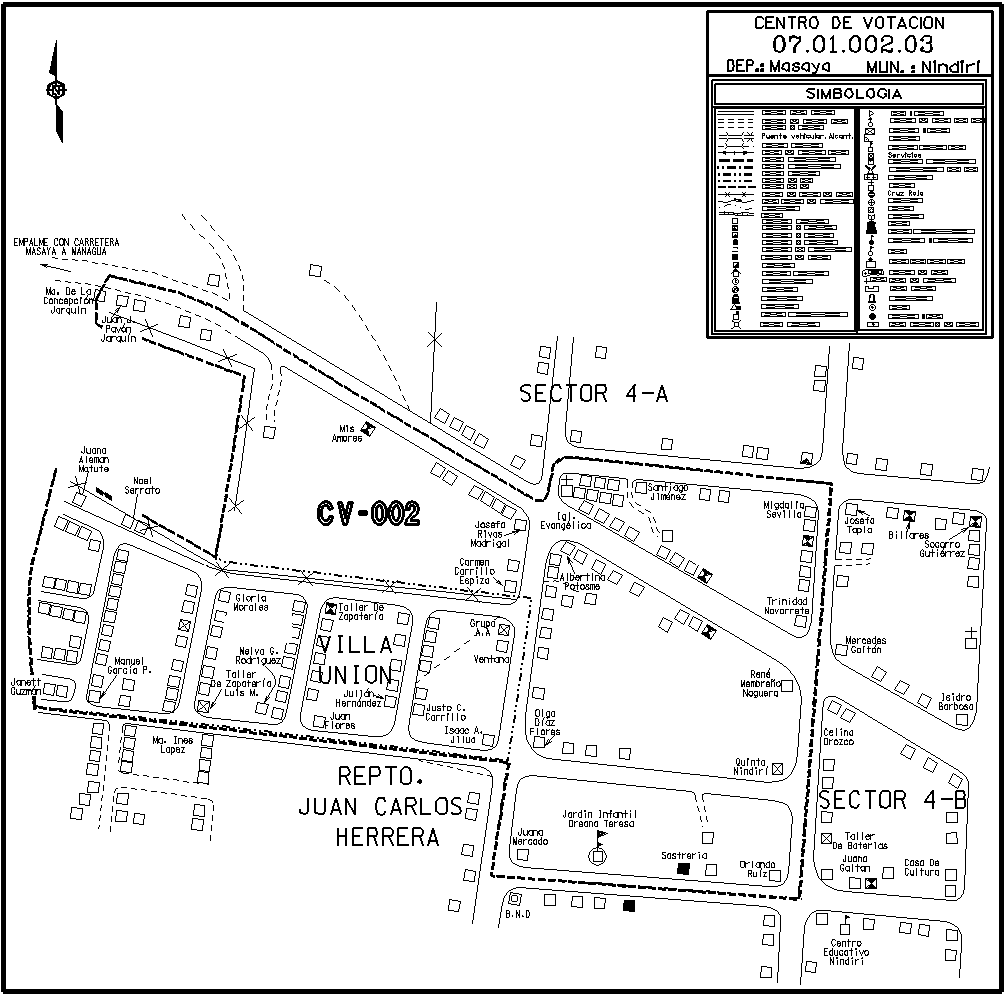 CENTRO DE VOTACION
07.01.002.03
DEP.: Masaya MUN.: Nindirí
SIMBOLOGIA
Puente vehicular. Alcant.
Servicios
Cruz Roja
EMPALME CON CARRETERA
MASAYA A MANAGUA
Ma. De La
Concepción
Jarquín
Juan J.
Pavón
Jarquín
SECTOR 4-A
Mis
Amores
Juana
Aleman
Matute
Noel
Serrato
CV-002
Josefa
Rivas
Madrigal
Igl.
Evangélica
Santiago
Jiménez
Migdalia
Sevilla
Josefa
Tapia
Billares
Socorro
Gutiérrez
Carmen
Carrillo
Espiza
Albertina
Potosme
Trinidad
Navarrete
Gloria
Morales
Taller De
Zapatería
Grupo
A.A
Ventana
VILLA
UNION
Nelva G.
Rodríguez
Manuel
García P.
Taller
De Zapatería
Luis M.
Janett
Guzmán
Julián
Hernández
Juan
Flores
Justo C.
Carrillo
Isaac A.
Mercedes
Gaitán
René
Membreño
Noguera
Isidro
Barbosa
Olga
Díaz
Flores
Celina
Orozco
Ma. Ines
Lopez
Quinta
Nindirí
REPTO.
JUAN CARLOS
HERRERA
SECTOR 4-B
Jardín Infantil
Oreana Teresa
Juana
Mercado
Sastrería
Orlando
Ruíz
Taller
De Baterías
Juana
Gaitan
Casa De
Cultura
B.N.D
Centro
Educativo
Nindirí